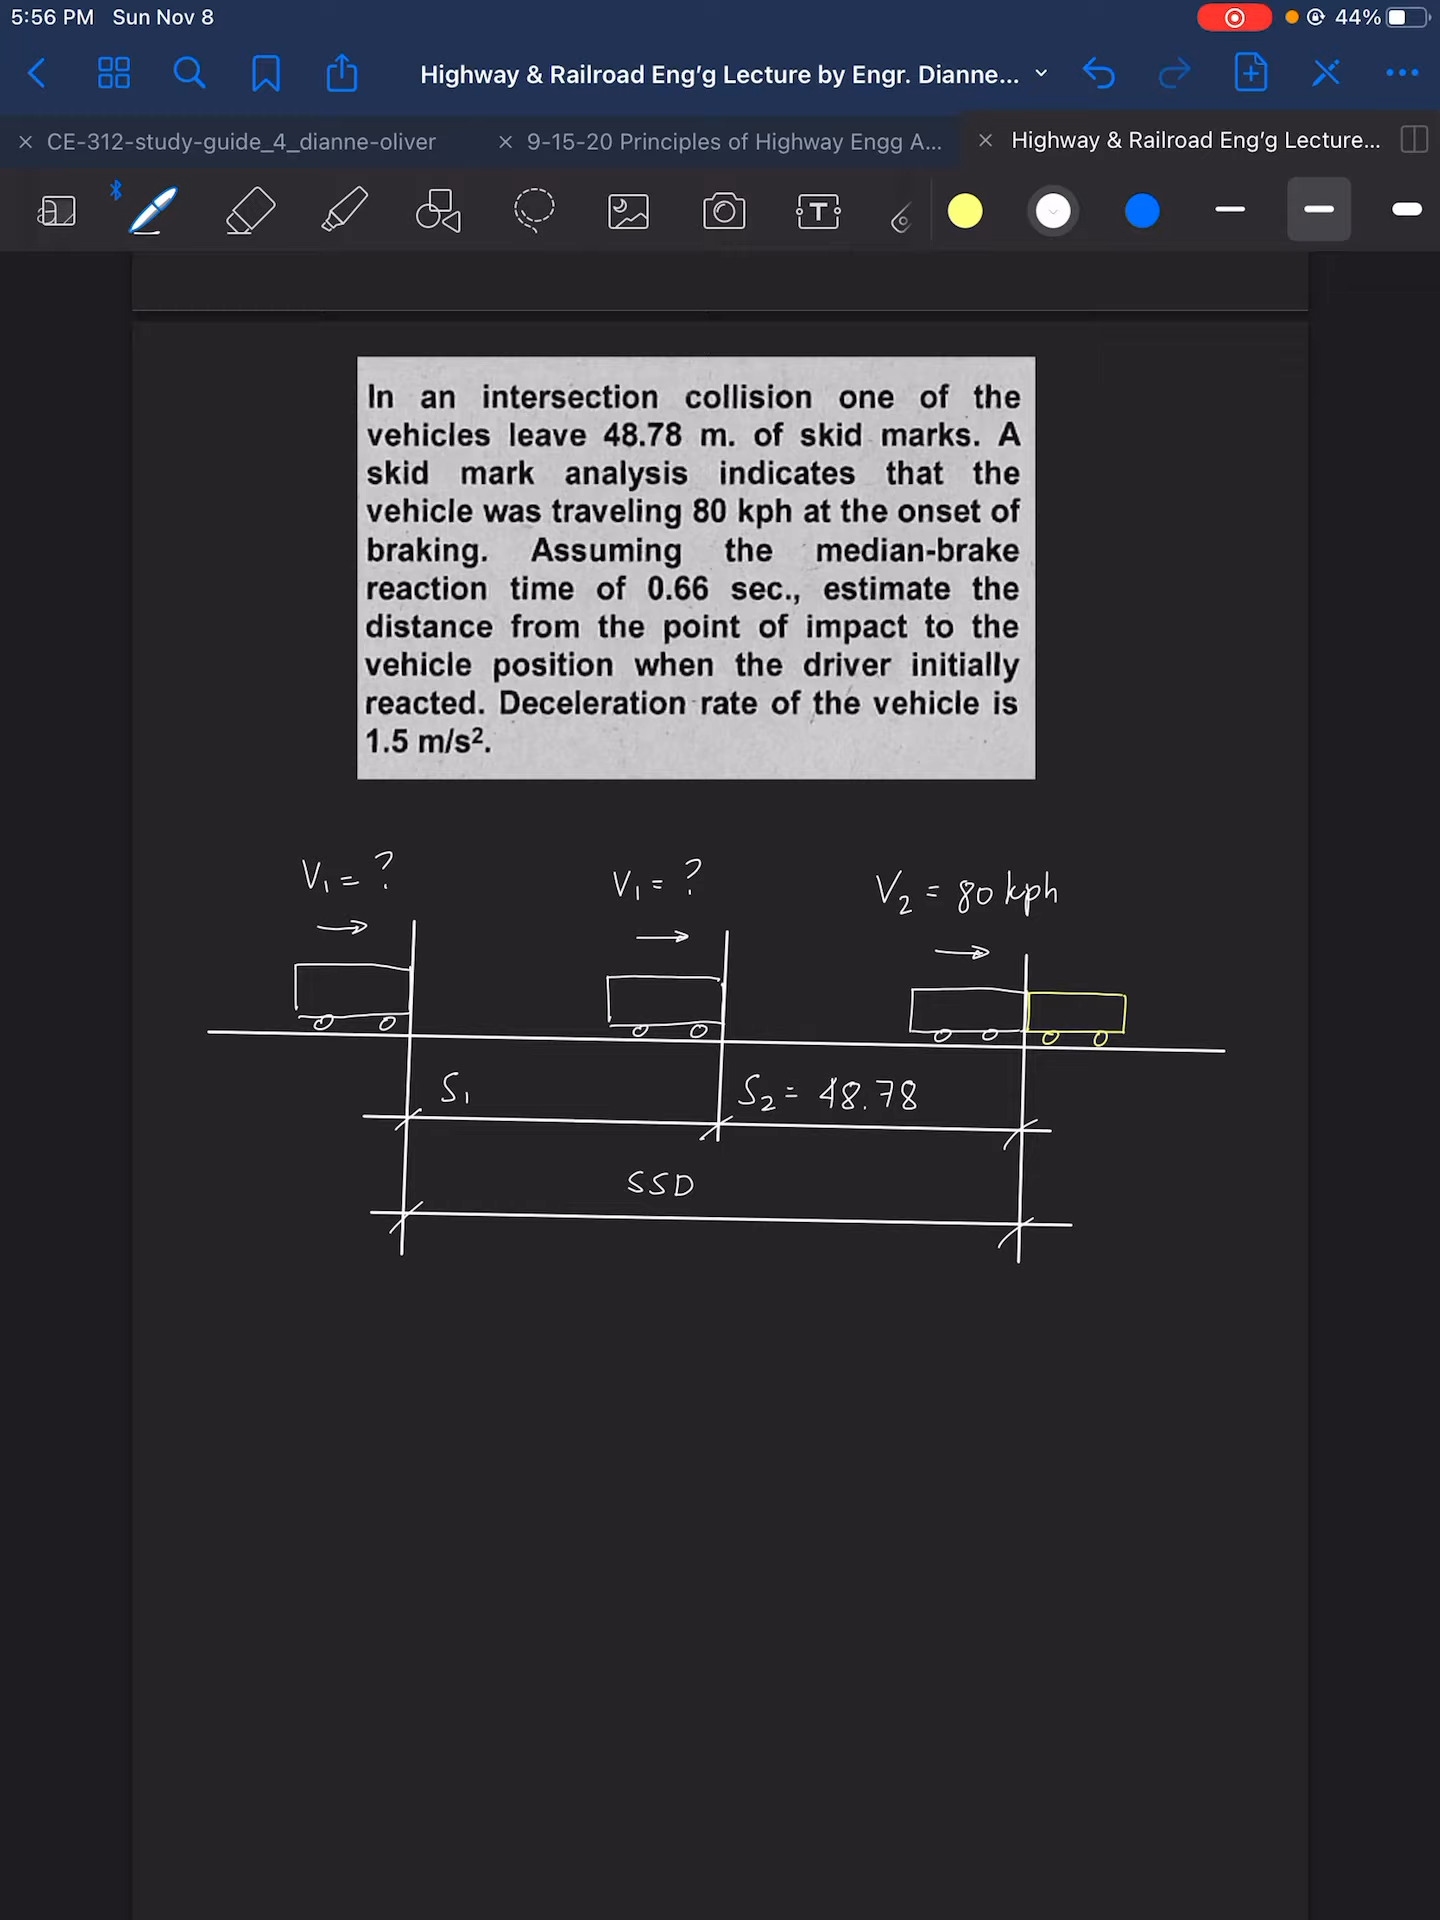 5:56 PM Sun Nov 8
44%
Highway & Railroad Eng'g Lecture by Engr. Dianne...
CE-312-study-guide_4_dianne-oliver
9-15-20 Principles of Highway Engg A...
Highway & Railroad Eng'g Lecture...
T
In an intersection collision one of the
vehicles leave 48.78 m. of skid marks. A
skid mark analysis indicates that the
vehicle was traveling 80 kph at the onset of
braking. Assuming the median-brake
reaction time of 0.66 sec., estimate the
distance from the point of impact to the
vehicle position when the driver initially
reacted. Deceleration rate of the vehicle is
1.5 m/s².
V₁ = ?
V₁ = ?
V₂ = 80 kph
S₁
S₂ = 48.78
SSD